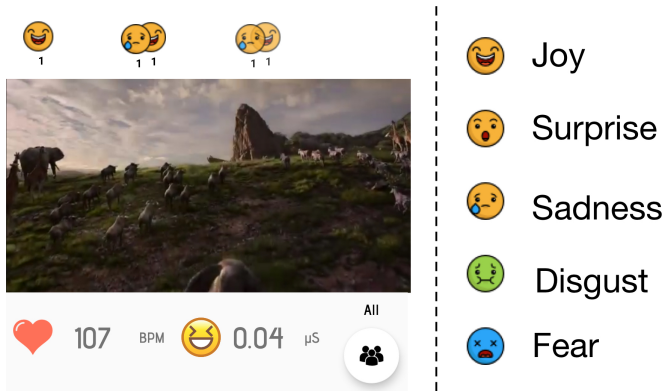 1
1 1
1 1
107 BPM 0.04 µS
All
Joy
Surprise
Sadness
Disgust
Fear